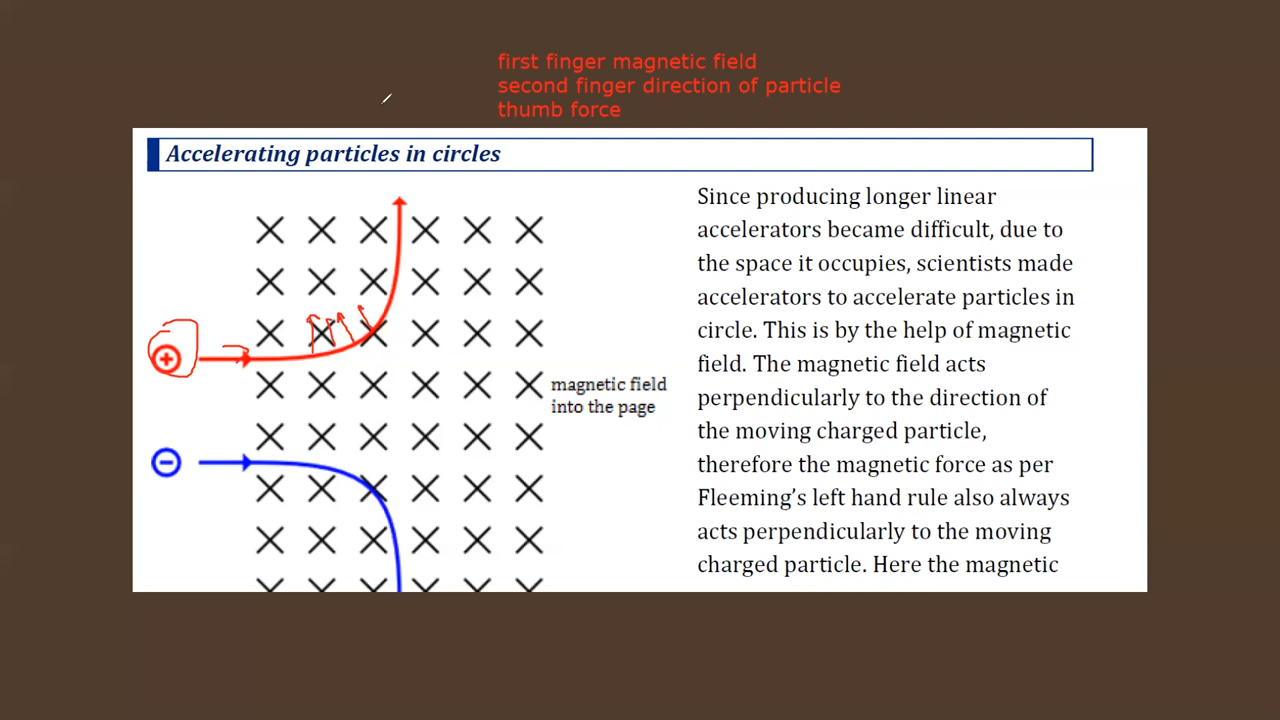 first finger magnetic field
second finger direction of particle
thumb force
Accelerating particles in circles
magnetic field
into the page
Since producing longer linear
accelerators became difficult, due to
the space it occupies, scientists made
accelerators to accelerate particles in
circle. This is by the help of magnetic
field. The magnetic field acts
perpendicularly to the direction of
the moving charged particle,
therefore the magnetic force as per
Fleeming's left hand rule also always
acts perpendicularly to the moving
charged particle. Here the magnetic